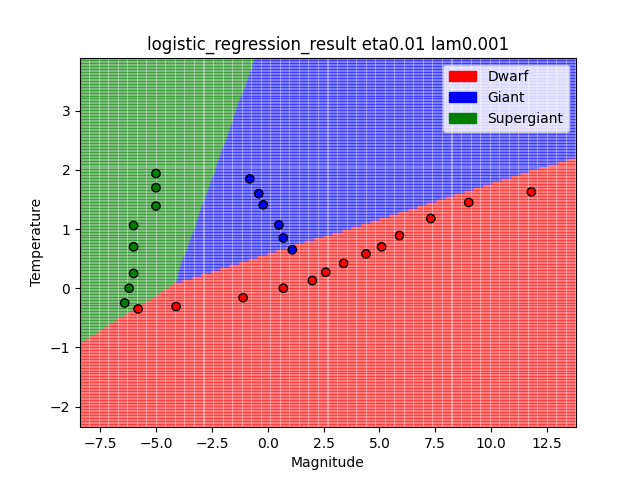 logistic_regression_result eta0.01 lam0.001
Dwarf
Giant
Supergiant
Temperature
3
2
1
0
−1
−2
−7.5 −5.0 −2.5 0.0 2.5 5.0 7.5 10.0 12.5
Magnitude